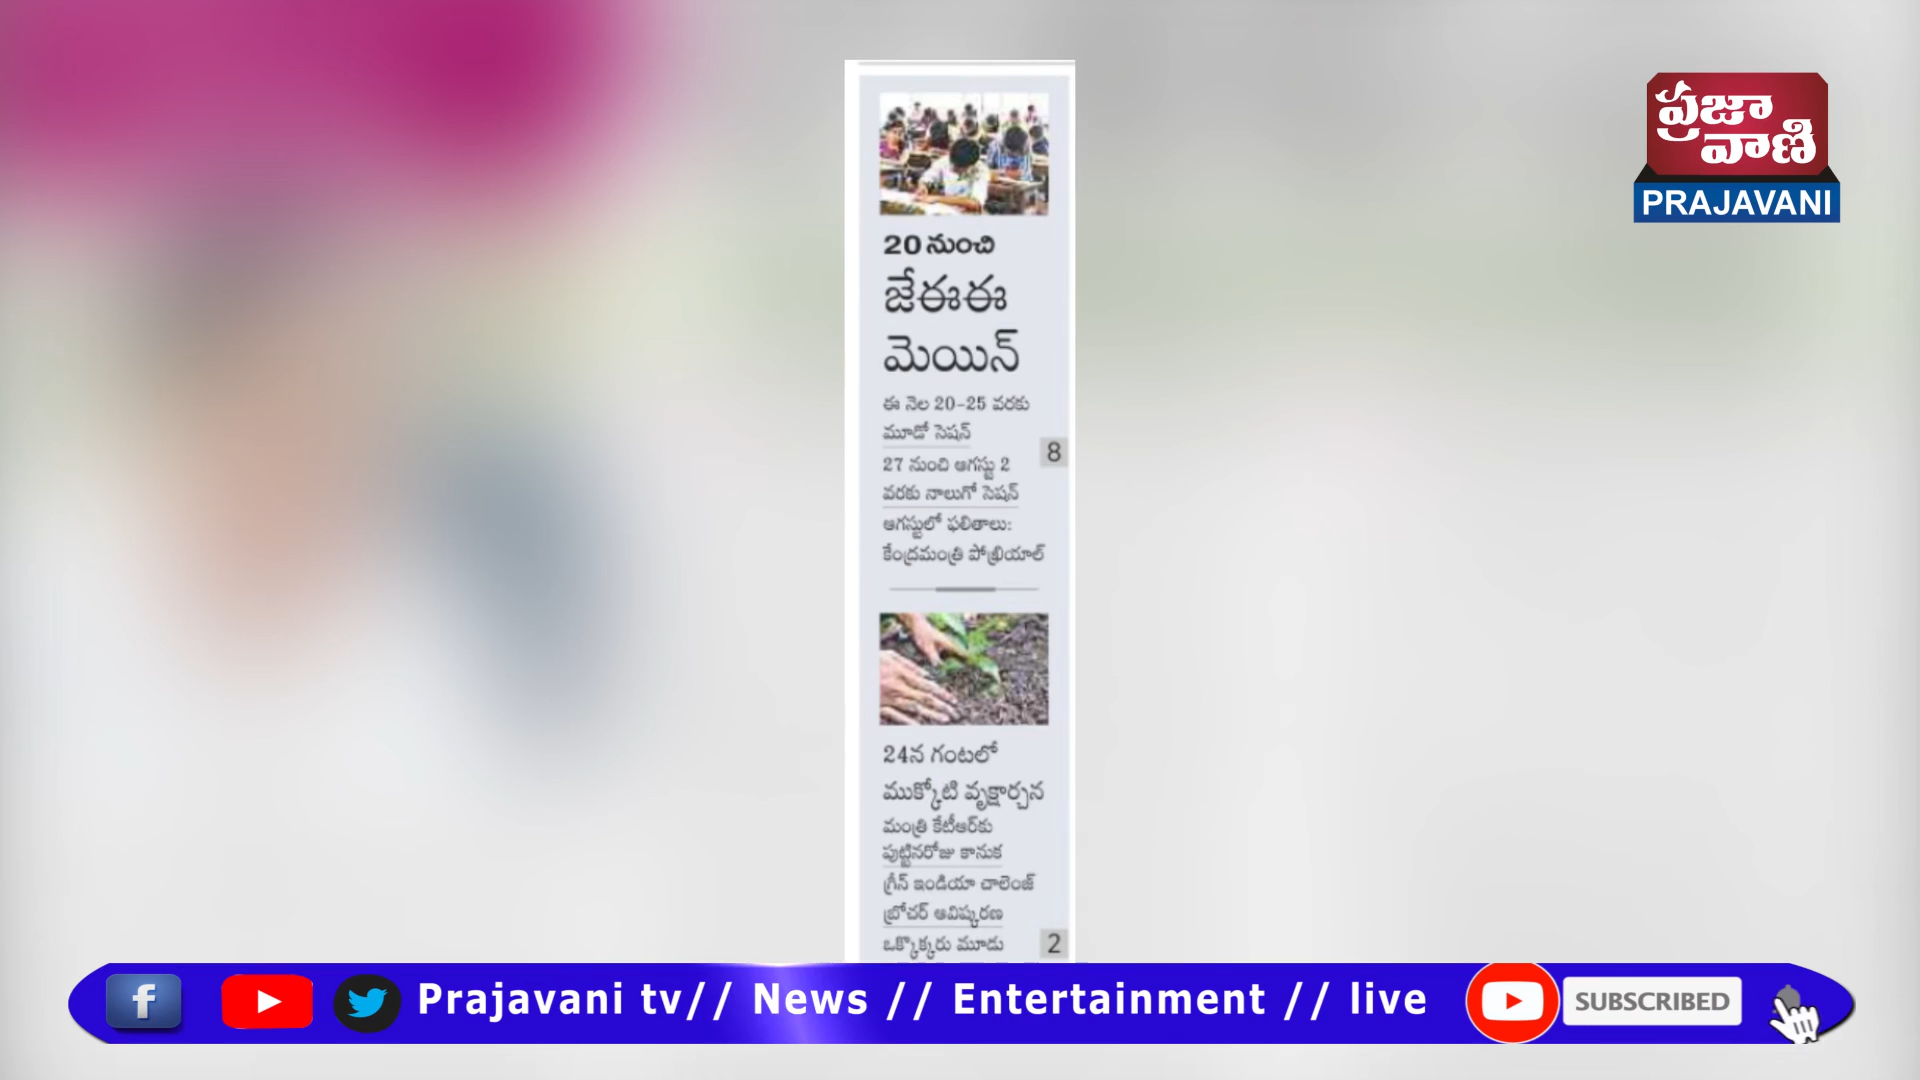 ప్రజా
వాణి
PRAJAVANI
20 నుంచి
జేఈఈ
మెయిన్
ఈ నెల 20-25 వరకు
మూడో సెషన్
8
27 నుంచి ఆగస్టు 2
వరకు నాలుగో సెషన్
ఆగస్టులో ఫలితాలు:
కేంద్రమంత్రి పోఖ్రియాల్
24న గంటలో
ముక్కోటి వృక్షార్చన
మంత్రి కేటీఆర్‌కు
పుట్టినరోజు కానుక
గ్రీన్ ఇండియా చాలెంజ్
బ్రోచర్ ఆవిష్కరణ
ఒక్కొక్కరు మూడు
2
Prajavani tv// News // Entertainment // live
SUBSCRIBED